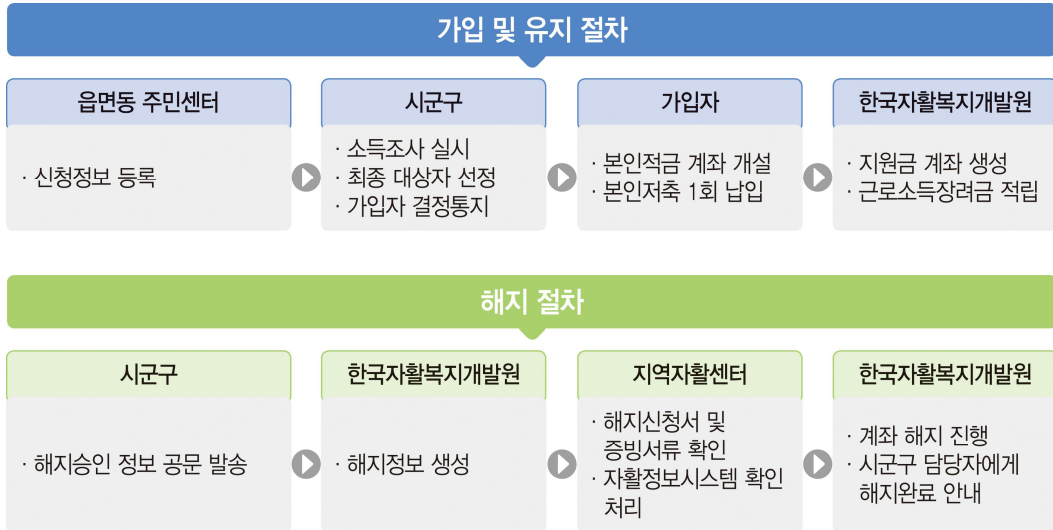 가입 및 유지 절차
읍면동 주민센터
· 신청정보 등록
시군구
· 소득조사 실시
· 최종 대상자 선정
· 가입자 결정통지
가입자
· 본인적금 계좌 개설
· 본인저축 1회 납입
한국자활복지개발원
· 지원금 계좌 생성
· 근로소득장려금 적립
해지 절차
시군구
· 해지승인 정보 공문 발송
한국자활복지개발원
· 해지정보 생성
지역자활센터
· 해지신청서 및
증빙서류 확인
· 자활정보시스템 확인
처리
한국자활복지개발원
· 계좌 해지 진행
· 시군구 담당자에게
해지완료 안내